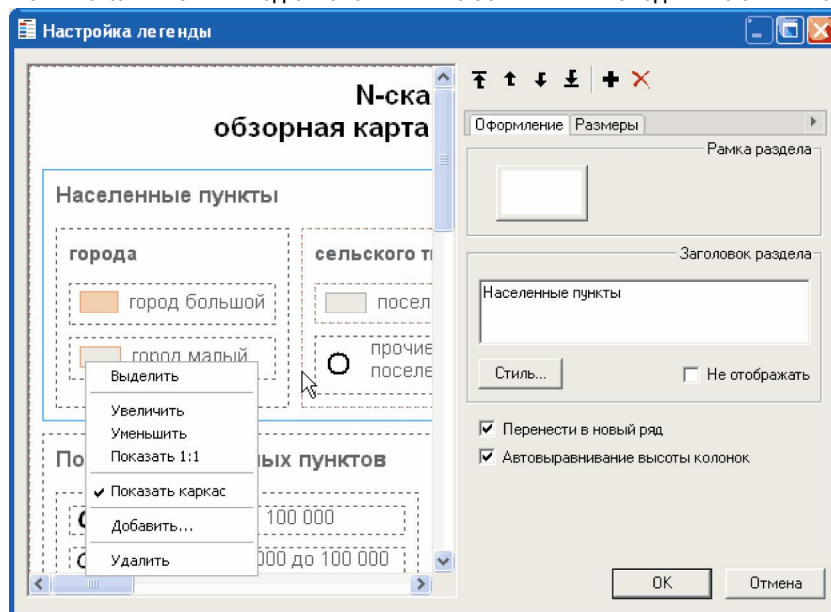 Настройка легенды
N-ска
обзорная карта
Населенные пункты
города
сельского т
город большой
посел
город малый
прочие
поселе
Выделить
Увеличить
Уменьшить
Показать 1:1
Показать каркас
Добавить...
Удалить
По
ых пунктов
100 000
000 до 100 000
Оформление
Размеры
Рамка раздела
Заголовок раздела
Населенные пункты
Стиль...
Не отображать
Перенести в новый ряд
Автовыравнивание высоты колонок
OK
Отмена